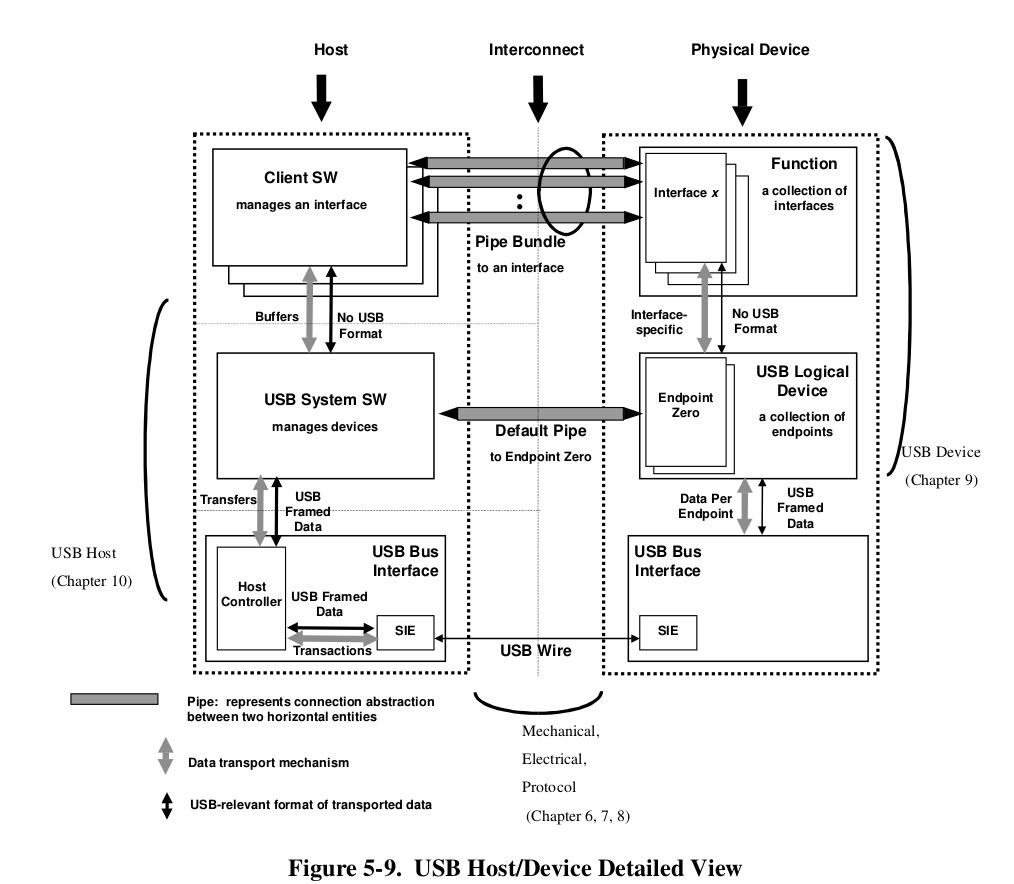 Host
Interconnect
Physical Device
Client SW
manages an interface
Pipe Bundle
to an interface
Interface x
Function
a collection of
interfaces
Buffers
No USB
Format
Interface-
specific
No USB
Format
USB System SW
manages devices
Default Pipe
to Endpoint Zero
Endpoint
Zero
USB Logical
Device
a collection of
endpoints
USB Device
(Chapter 9)
Transfers
USB
Framed
Data
Data Per
Endpoint
USB
Framed
Data
USB Host
(Chapter 10)
USB Bus
Interface
Host
Controller
USB Framed
Data
Transactions
SIE
USB Wire
USB Bus
Interface
SIE
Pipe: represents connection abstraction
between two horizontal entities
Data transport mechanism
USB-relevant format of transported data
Mechanical,
Electrical,
Protocol
(Chapter 6, 7, 8)
Figure 5-9. USB Host/Device Detailed View